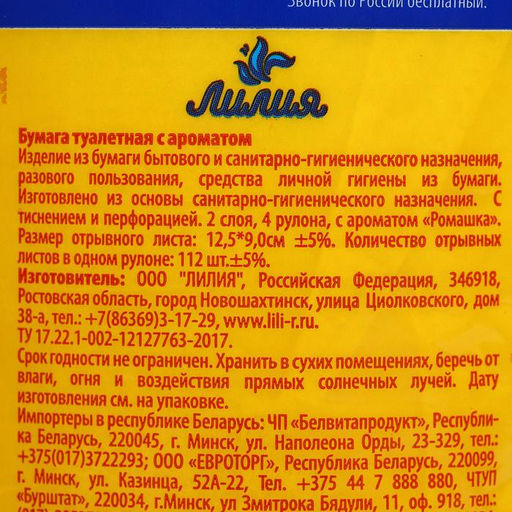 Звонок по России бесплатный.
Лилия
Бумага туалетная с ароматом
Изделие из бумаги бытового и санитарно-гигиенического назначения,
разового пользования, средства личной гигиены из бумаги.
Изготовлено из основы санитарно-гигиенического назначения. С
тиснением и перфорацией. 2 слоя, 4 рулона, с ароматом «Ромашка».
Размер отрывного листа: 12,5*9,0см ±5%. Количество отрывных
листов в одном рулоне: 112 шт.±5%.
Изготовитель: ООО "ЛИЛИЯ", Российская Федерация, 346918,
Ростовская область, город Новошахтинск, улица Циолковского, дом
38-а, тел.: +7(86369)3-17-29, www.lili-r.ru.
ТУ 17.22.1-002-12127763-2017.
Срок годности не ограничен. Хранить в сухих помещениях, беречь от
влаги, огня и воздействия прямых солнечных лучей. Дату
изготовления см. на упаковке.
Импортеры в республике Беларусь: ЧП «Белвитапродукт», Республи-
ка Беларусь, 220045, г. Минск, ул. Наполеона Орды, 23-329, тел.:
+375(017)3722293; ООО «ЕВРОТОРГ», Республика Беларусь, 220099,
г. Минск, ул. Казинца, 52А-22, Тел. +375 44 7 888 880, ЧТУП
«Бурштат», 220034, г.Минск, ул Змитрока Бядули, 11, оф. 918, тел.: